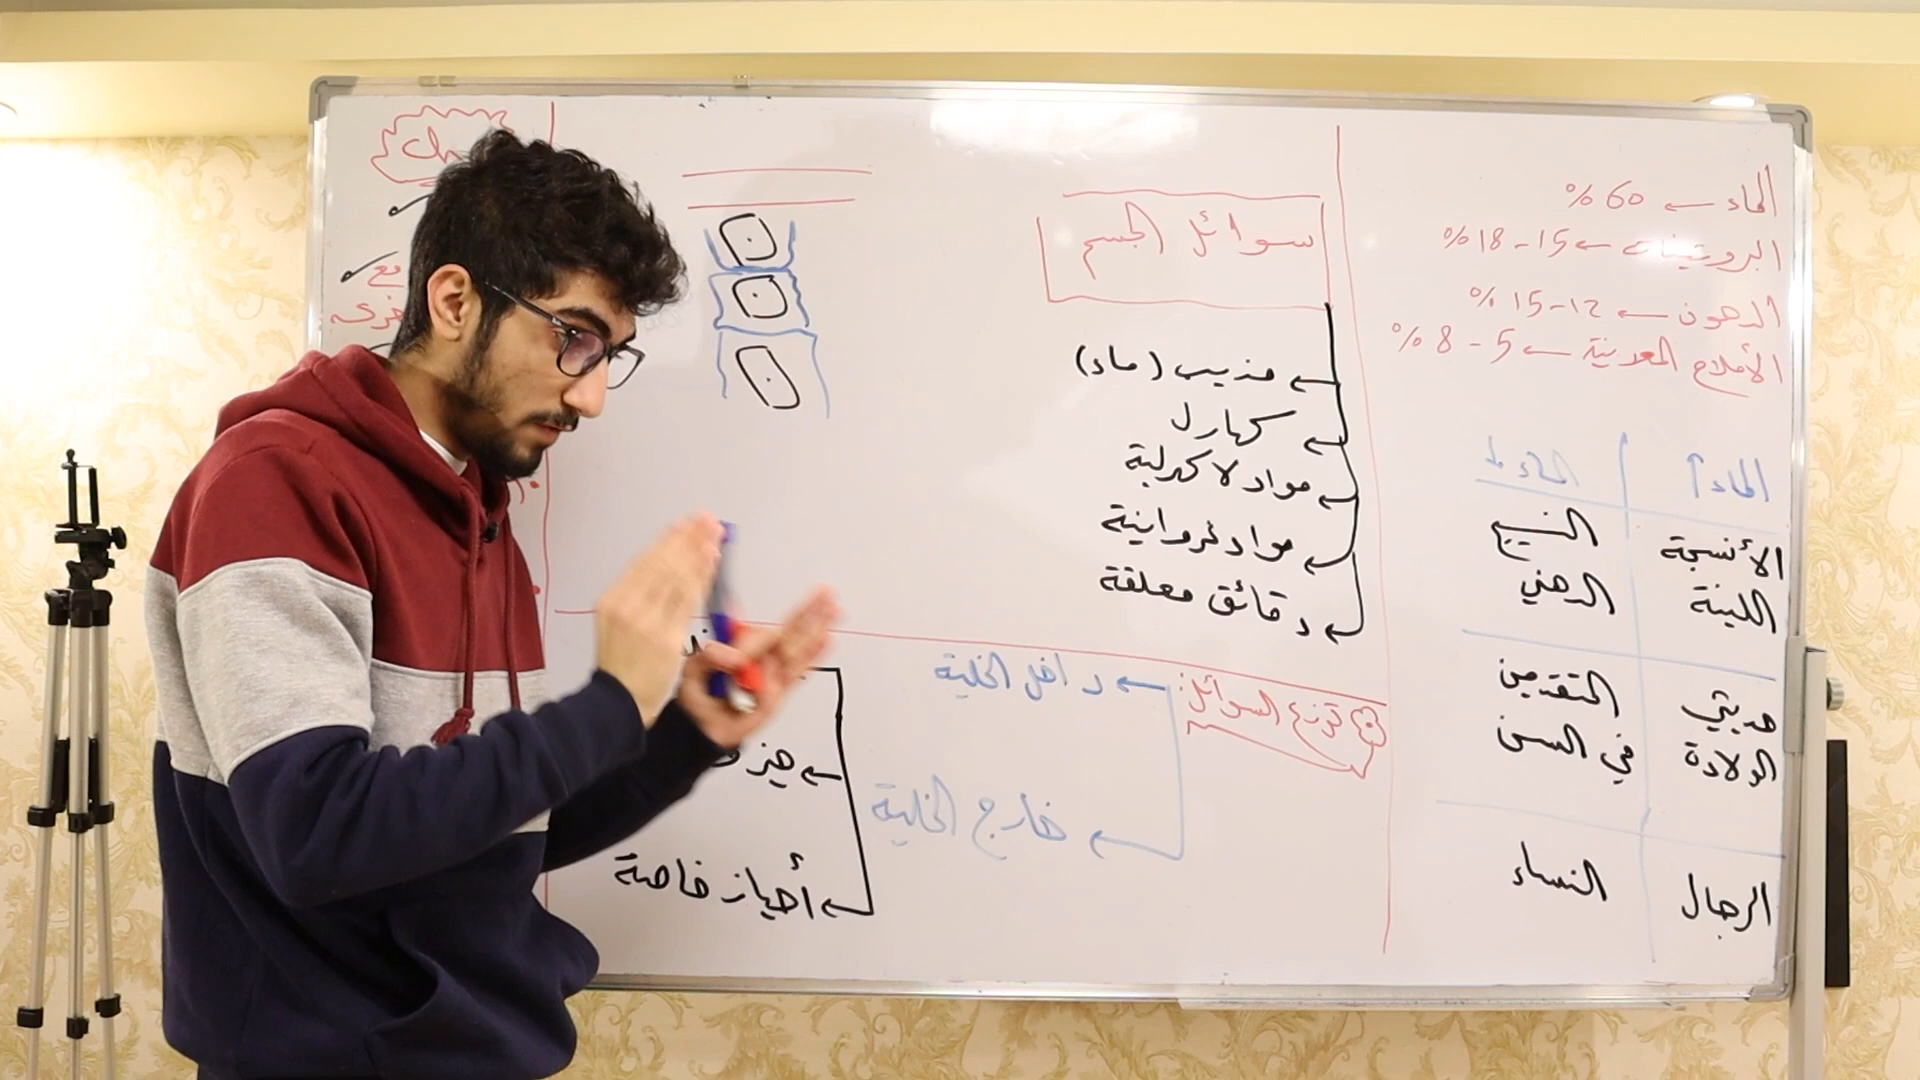 الماء ← 60 %
البروتينات ← 15 - 18 %
الدهون ← 12 - 15 %
الأملاح المعدنية ← 5 - 8 %
الماء ↑
الماء ↓
الأنسجة اللينة
النسيج الدهني
حديثي الولادة
المتقدمين في السن
الرجال
النساء
سوائل الجسم
مذيب (ماء)
كهارل
مواد لا كهرلية
مواد غروانية
دقائق معلقة
توزع السوائل:
داخل الخلية
خارج الخلية
أحياز خاصة